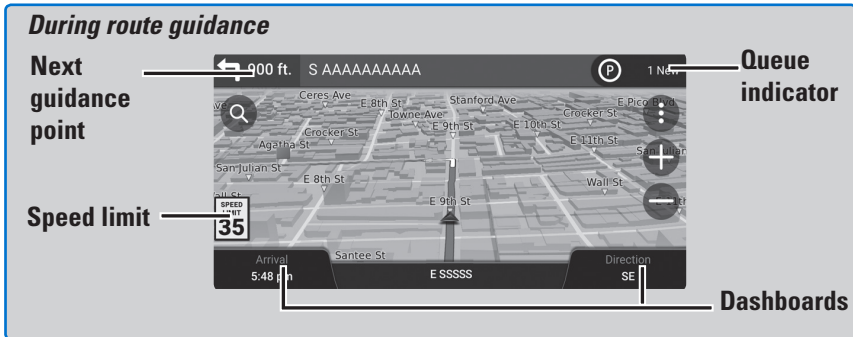 During route guidance
Next guidance point
Queue indicator
Speed limit
Dashboards
900 ft.
S AAAAAAAAAA
P
1 New
Ceres Ave
E 8th St
Stanford Ave
E Pico Blvd
Towne Ave
E 9th St
E 10th St
Crocker St
Crocker St
E 11th St
Agatha St
San Julian St
San Julian
E 8th St
Wall St
E 9th St
SPEED
LIMIT
35
Santee St
Arrival
5:48 pm
E SSSSS
Direction
SE